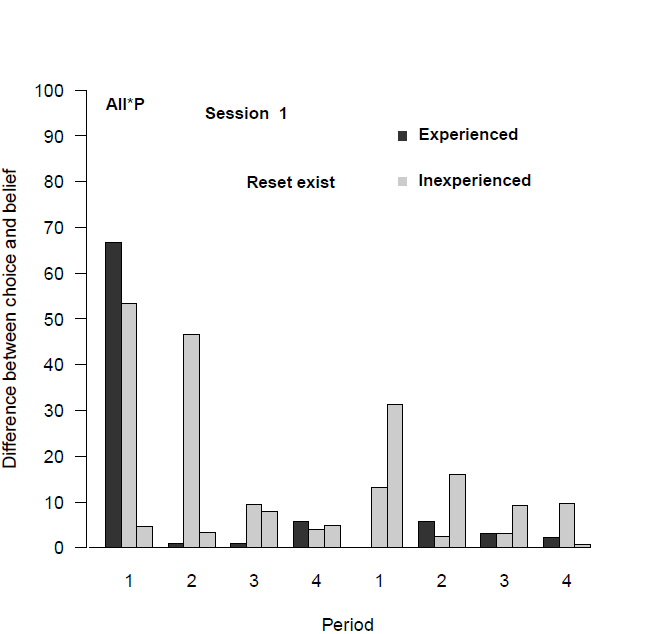 100
All*P
Session 1
90
Experienced
80
Reset exist
Inexperienced
70
60
50
40
30
20
10
0
Difference between choice and belief
1 2 3 4 1 2 3 4
Period